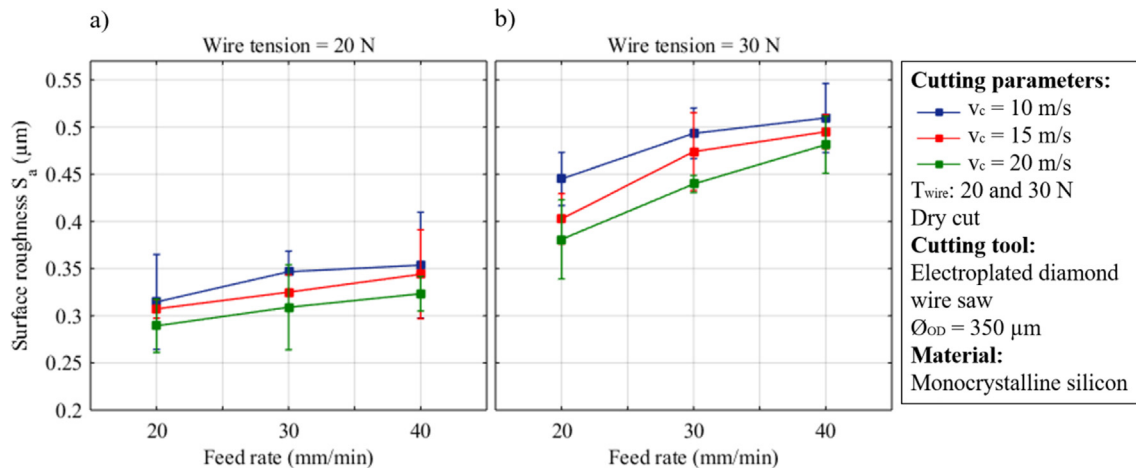 a)
Wire tension = 20 N
b)
Wire tension = 30 N
Surface roughness Sₐ (µm)
0.55
0.5
0.45
0.4
0.35
0.3
0.25
0.2
20
30
40
Feed rate (mm/min)
20
30
40
Feed rate (mm/min)
Cutting parameters:
v꜀ = 10 m/s
v꜀ = 15 m/s
v꜀ = 20 m/s
Twire: 20 and 30 N
Dry cut
Cutting tool:
Electroplated diamond
wire saw
ØOD = 350 µm
Material:
Monocrystalline silicon